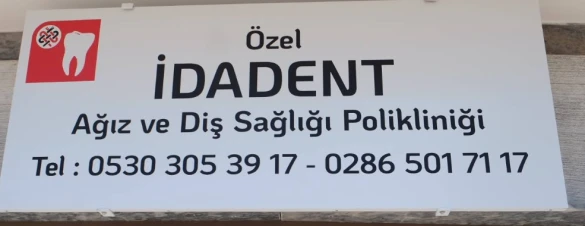 Özel
İDADENT
Ağız ve Diş Sağlığı Polikliniği
Tel : 0530 305 39 17 - 0286 501 71 17